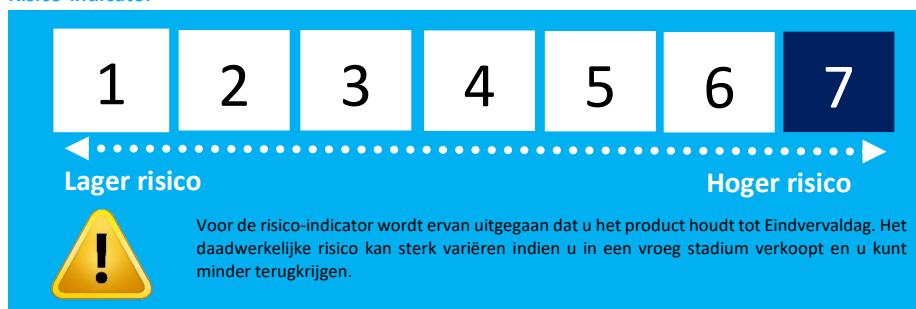 Risico-indicator
1 2 3 4 5 6 7
Lager risico Hoger risico
Voor de risico-indicator wordt ervan uitgegaan dat u het product houdt tot Eindvervaldag. Het
daadwerkelijke risico kan sterk variëren indien u in een vroeg stadium verkoopt en u kunt
minder terugkrijgen.